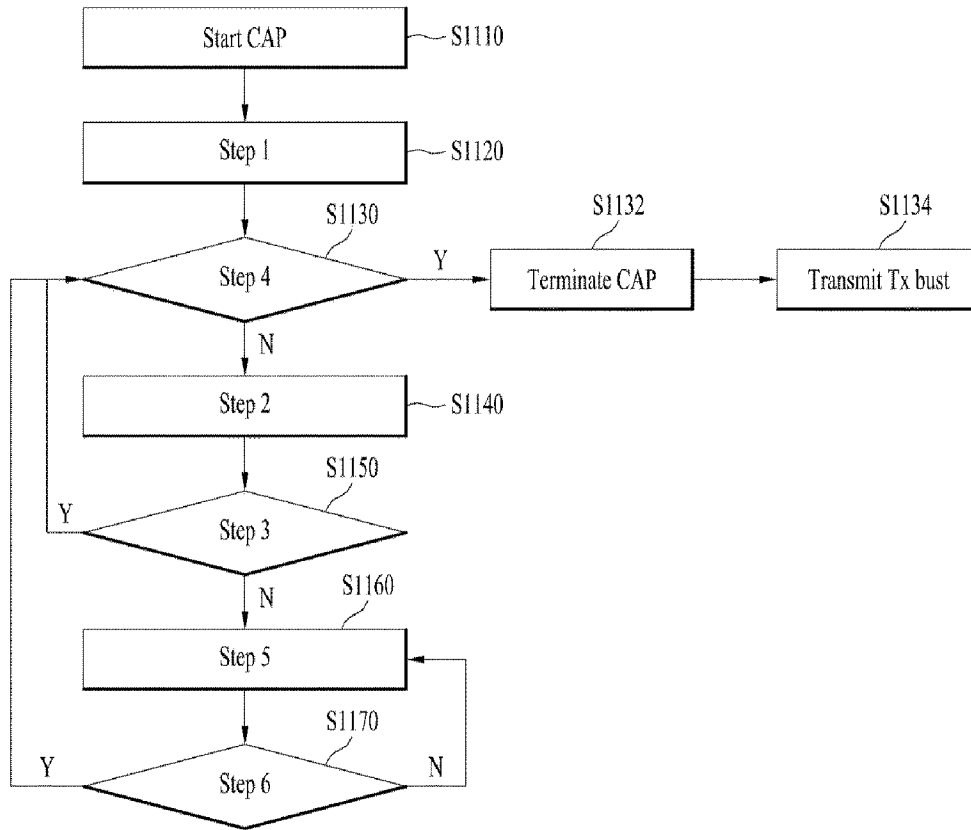 Start CAP
S1110
Step 1
S1120
S1130
Step 4
Y
S1132
Terminate CAP
S1134
Transmit Tx bust
N
Step 2
S1140
S1150
Step 3
Y
N
S1160
Step 5
S1170
Step 6
Y
N